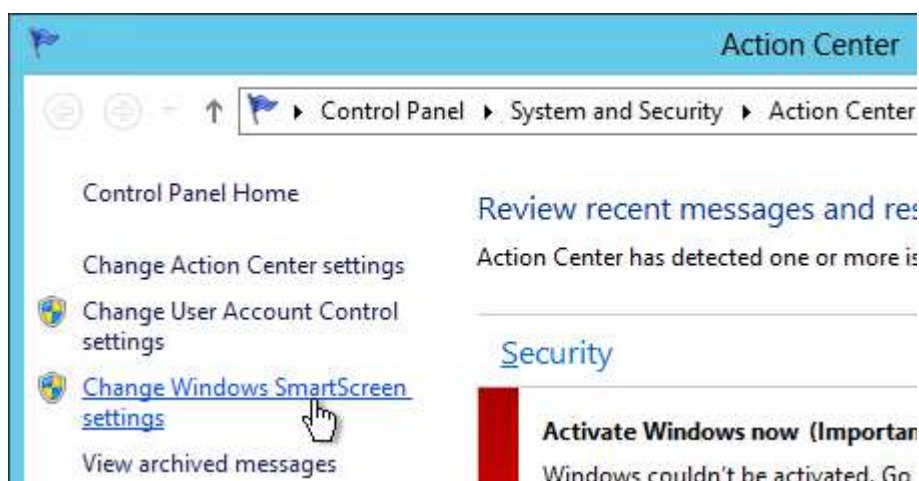 Action Center
Control Panel System and Security Action Center
Control Panel Home
Change Action Center settings
Change User Account Control
settings
Change Windows SmartScreen
settings
View archived messages
Review recent messages and res
Action Center has detected one or more is
Security
Activate Windows now (Importan
Windows couldn't be activated. Go